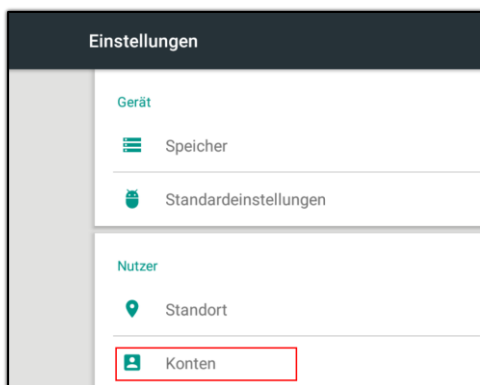 Einstellungen
Gerät
Speicher
Standardeinstellungen
Nutzer
Standort
Konten